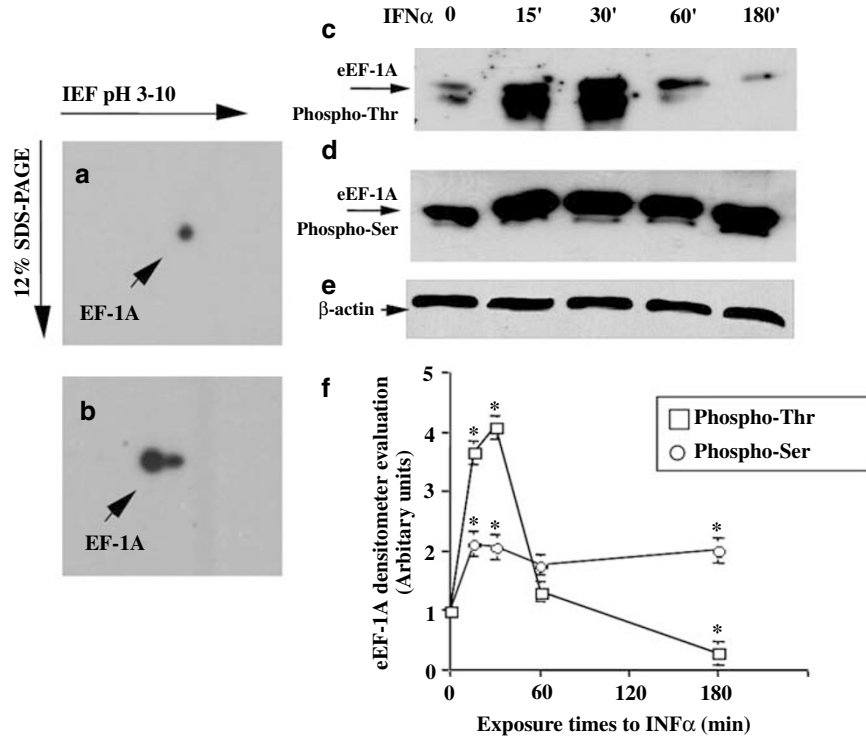 IFNα 0 15' 30' 60' 180'
c
eEF-1A
Phospho-Thr
IEF pH 3-10
12% SDS-PAGE
a
EF-1A
d
eEF-1A
Phospho-Ser
e
β-actin
b
EF-1A
f
eEF-1A densitometer evaluation
(Arbitary units)
5
4
3
2
1
0
* * * * * *
Phospho-Thr
Phospho-Ser
0 60 120 180
Exposure times to INFα (min)